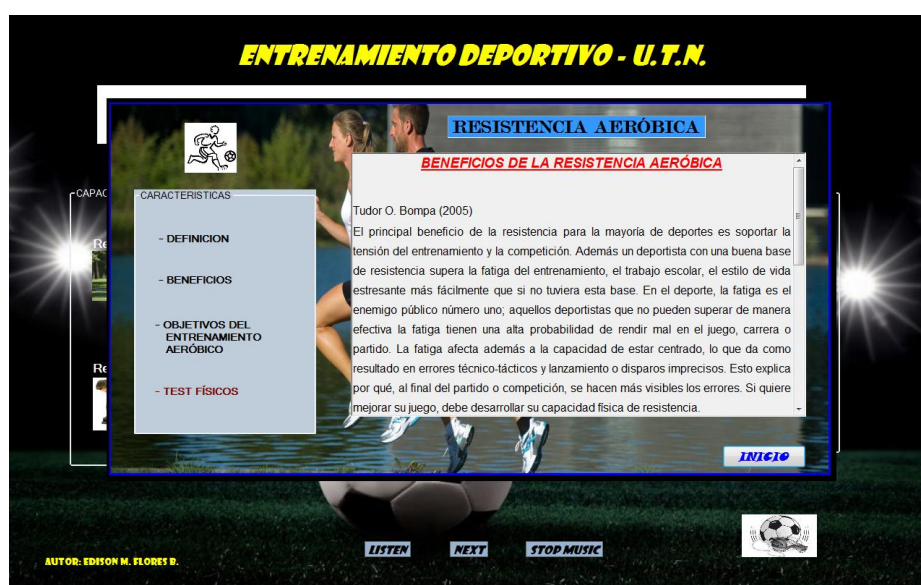 ENTRENAMIENTO DEPORTIVO - U.T.N.
RESISTENCIA AERÓBICA
CAPAC
CARACTERISTICAS
- DEFINICION
- BENEFICIOS
- OBJETIVOS DEL
ENTRENAMIENTO
AERÓBICO
- TEST FÍSICOS
Re
Re
BENEFICIOS DE LA RESISTENCIA AERÓBICA
Tudor O. Bompa (2005)
El principal beneficio de la resistencia para la mayoría de deportes es soportar la
tensión del entrenamiento y la competición. Además un deportista con una buena base
de resistencia supera la fatiga del entrenamiento, el trabajo escolar, el estilo de vida
estresante más fácilmente que si no tuviera esta base. En el deporte, la fatiga es el
enemigo público número uno; aquellos deportistas que no pueden superar de manera
efectiva la fatiga tienen una alta probabilidad de rendir mal en el juego, carrera o
partido. La fatiga afecta además a la capacidad de estar centrado, lo que da como
resultado en errores técnico-tácticos y lanzamiento o disparos imprecisos. Esto explica
por qué, al final del partido o competición, se hacen más visibles los errores. Si quiere
mejorar su juego, debe desarrollar su capacidad física de resistencia.
INICIO
LISTEN
NEXT
STOP MUSIC
AUTOR: EDISON M. FLORES B.